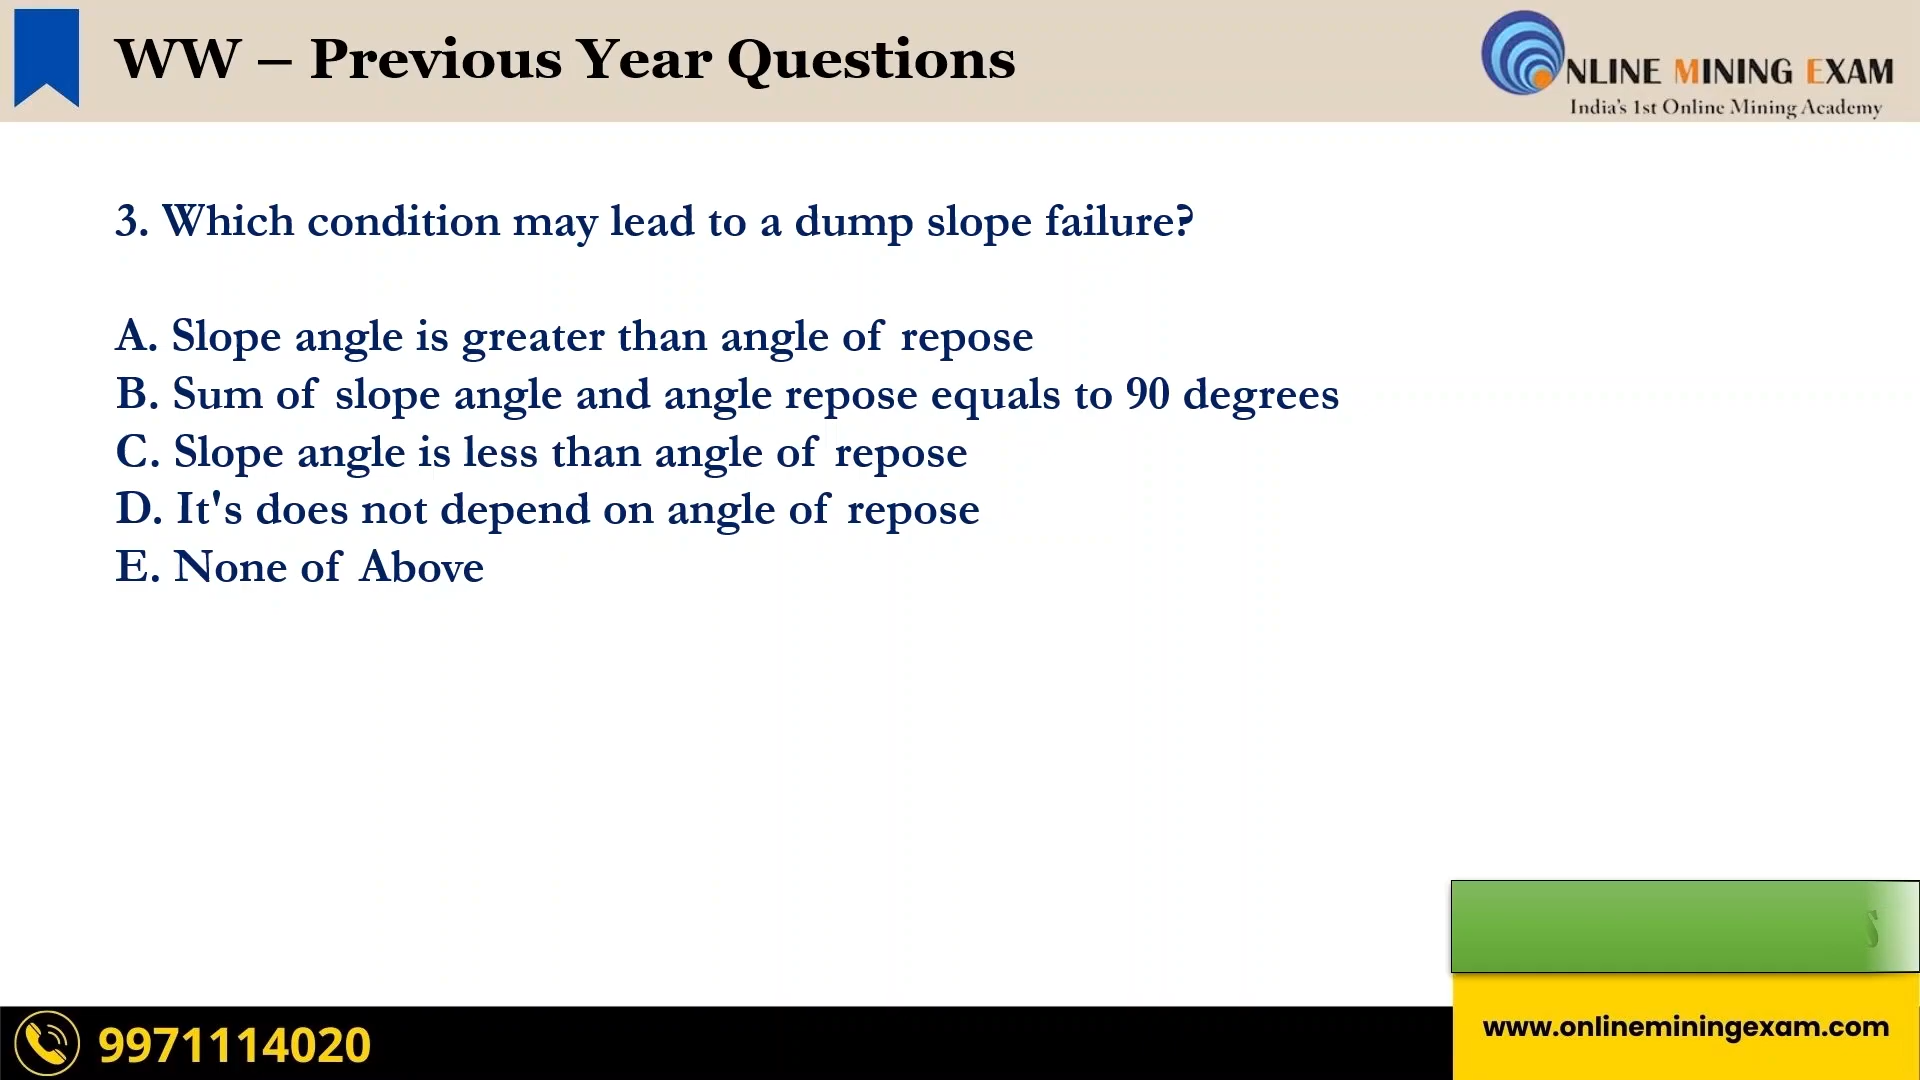 WW – Previous Year Questions
NLINE MINING EXAM
India's 1st Online Mining Academy
3. Which condition may lead to a dump slope failure?
A. Slope angle is greater than angle of repose
B. Sum of slope angle and angle repose equals to 90 degrees
C. Slope angle is less than angle of repose
D. It's does not depend on angle of repose
E. None of Above
S
9971114020
www.onlineminingexam.com